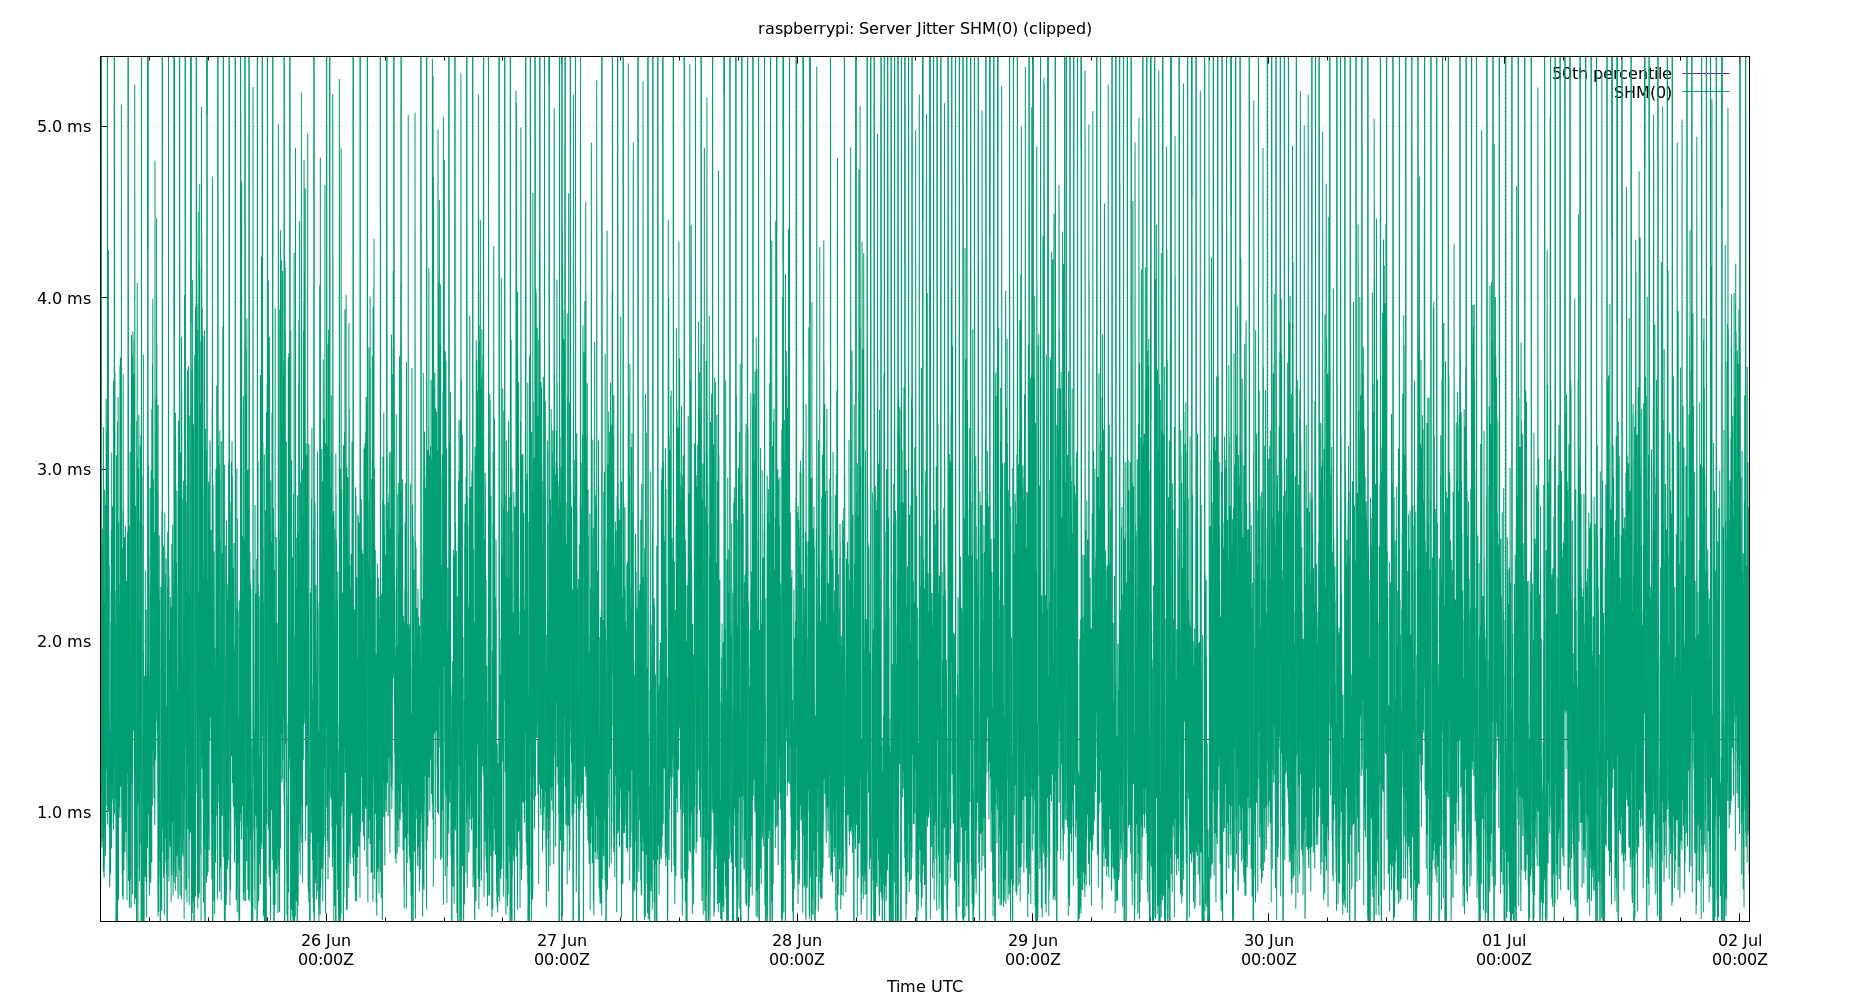 raspberrypi: Server Jitter SHM(0) (clipped)
50th percentile
SHM(0)
5.0 ms
4.0 ms
3.0 ms
2.0 ms
1.0 ms
26 Jun 27 Jun 28 Jun 29 Jun 30 Jun 01 Jul 02 Jul
00:00Z 00:00Z 00:00Z 00:00Z 00:00Z 00:00Z 00:00Z
Time UTC